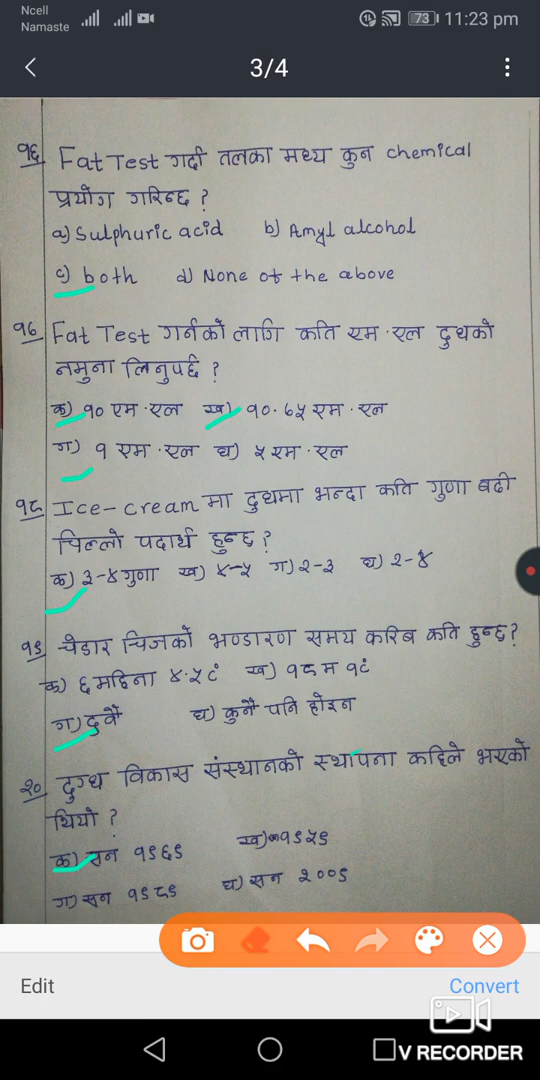 Ncell
Namaste
73
11:23 pm
3/4
१६ Fat Test गर्दा तलका मध्य कुन chemical
प्रयोग गरिन्छ ?
a) Sulphuric acid b) Amyl alcohol
c) both d) None of the above
१७ Fat Test गर्नको लागि कति एम.एल दुधको
नमुना लिनुपर्छ ?
क) १० एम.एल ख) १०.७५ एम.एल
ग) १ एम.एल घ) ५ एम.एल
१८ Ice-cream मा दुधमा भन्दा कति गुणा बढी
चिल्लो पदार्थ हुन्छ ?
क) ३-४ गुणा ख) ४-५ ग) २-३ घ) २-४
१९ चेडार चिजको भण्डारण समय करिब कति हुन्छ ?
क) ६ महिना ४.५८ं ख) १८ म १८ं
ग) दुवै घ) कुनै पनि होइन
२० दुग्ध विकास संस्थानको स्थापना कहिले भएको
थियो ?
क) सन १९६९ ख) १९५९
ग) सन १९८९ घ) सन २००९
Edit
Convert
V RECORDER